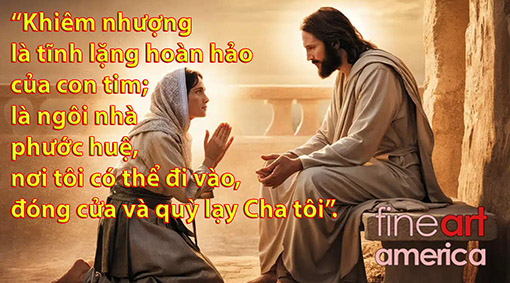 “Khiêm nhượng
là tĩnh lặng hoàn hảo
của con tim;
là ngôi nhà
phước huệ,
nơi tôi có thể đi vào,
đóng cửa và quỳ lạy Cha tôi”.
fineart
america